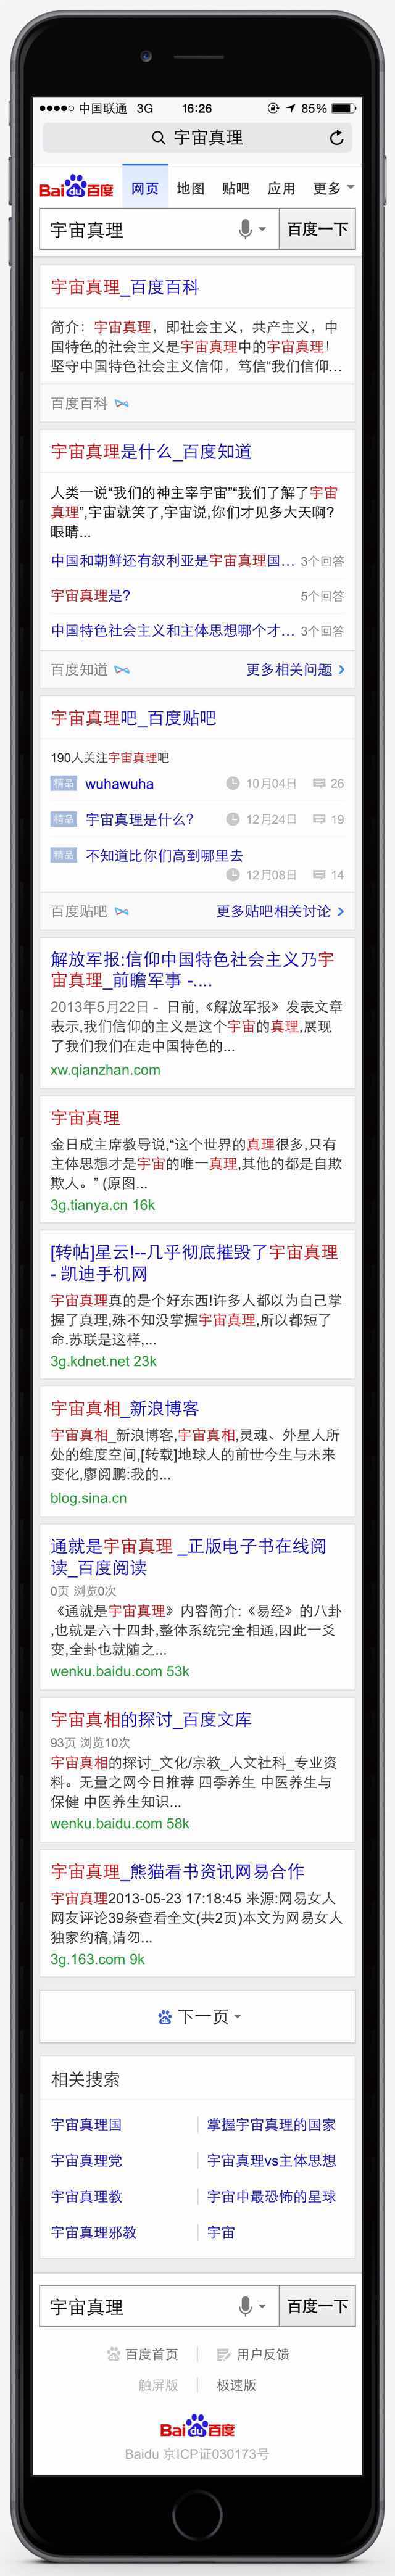 中国联通 3G 16:26 85%
宇宙真理
Bai du 百度 网页 地图 贴吧 应用 更多
宇宙真理 百度一下
宇宙真理_百度百科
简介：宇宙真理，即社会主义，共产主义，中
国特色的社会主义是宇宙真理中的宇宙真理！
坚守中国特色社会主义信仰，笃信“我们信仰...
百度百科
宇宙真理是什么_百度知道
人类一说“我们的神主宰宇宙”“我们了解了宇宙
真理”,宇宙就笑了,宇宙说,你们才见多大天啊?
眼睛...
中国和朝鲜还有叙利亚是宇宙真理国... 3个回答
宇宙真理是? 5个回答
中国特色社会主义和主体思想哪个才... 3个回答
百度知道 更多相关问题
宇宙真理吧_百度贴吧
190人关注宇宙真理吧
精品 wuhawuha 10月04日 26
精品 宇宙真理是什么？ 12月24日 19
精品 不知道比你们高到哪里去
12月08日 14
百度贴吧 更多贴吧相关讨论
解放军报:信仰中国特色社会主义乃宇
宙真理_前瞻军事 -....
2013年5月22日 - 日前,《解放军报》发表文章
表示,我们信仰的主义是这个宇宙的真理,展现
了我们我们在走中国特色的...
xw.qianzhan.com
宇宙真理
金日成主席教导说,“这个世界的真理很多,只有
主体思想才是宇宙的唯一真理,其他的都是自欺
欺人。” (原图...
3g.tianya.cn 16k
[转帖]星云!--几乎彻底摧毁了宇宙真理
- 凯迪手机网
宇宙真理真的是个好东西!许多人都以为自己掌
握了真理,殊不知没掌握宇宙真理,所以都短了
命.苏联是这样,...
3g.kdnet.net 23k
宇宙真相_新浪博客
宇宙真相_新浪博客,宇宙真相,灵魂、外星人所
处的维度空间,[转载]地球人的前世今生与未来
变化,廖阅鹏:我的...
blog.sina.cn
通就是宇宙真理 _正版电子书在线阅
读_百度阅读
0页 浏览0次
《通就是宇宙真理》内容简介:《易经》的八卦
,也就是六十四卦,整体系统完全相通,因此一爻
变,全卦也就随之...
wenku.baidu.com 53k
宇宙真相的探讨_百度文库
93页 浏览10次
宇宙真相的探讨_文化/宗教_人文社科_专业资
料。无量之网今日推荐 四季养生 中医养生与
保健 中医养生知识...
wenku.baidu.com 58k
宇宙真理_熊猫看书资讯网易合作
宇宙真理2013-05-23 17:18:45 来源:网易女人
网友评论39条查看全文(共2页)本文为网易女人
独家约稿,请勿...
3g.163.com 9k
下一页
相关搜索
宇宙真理国 掌握宇宙真理的国家
宇宙真理党 宇宙真理vs主体思想
宇宙真理教 宇宙中最恐怖的星球
宇宙真理邪教 宇宙
宇宙真理 百度一下
百度首页 用户反馈
触屏版 极速版
Bai du 百度
Baidu 京ICP证030173号